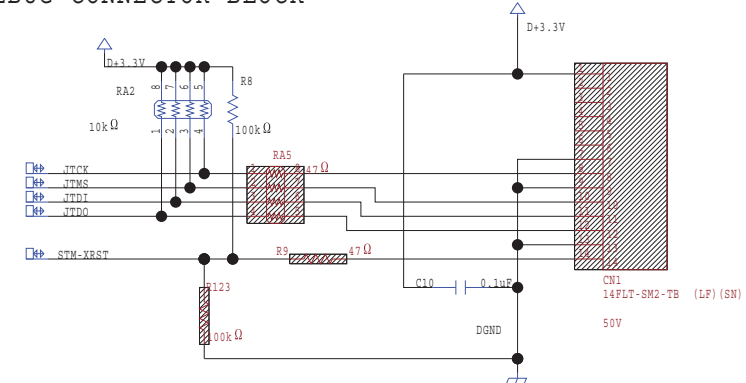 D+3.3V
D+3.3V
RA2
8 7 6 5
R8
10kΩ
1 2 3 4
100kΩ
RA5
47Ω
JTCK
JTMS
JTDI
JTDO
STM-XRST
R9
47Ω
R123
100kΩ
C10
0.1uF
DGND
1
2
3
4
5
6
7
8
9
10
11
12
13
14
CN1
14FLT-SM2-TB (LF)(SN)
50V